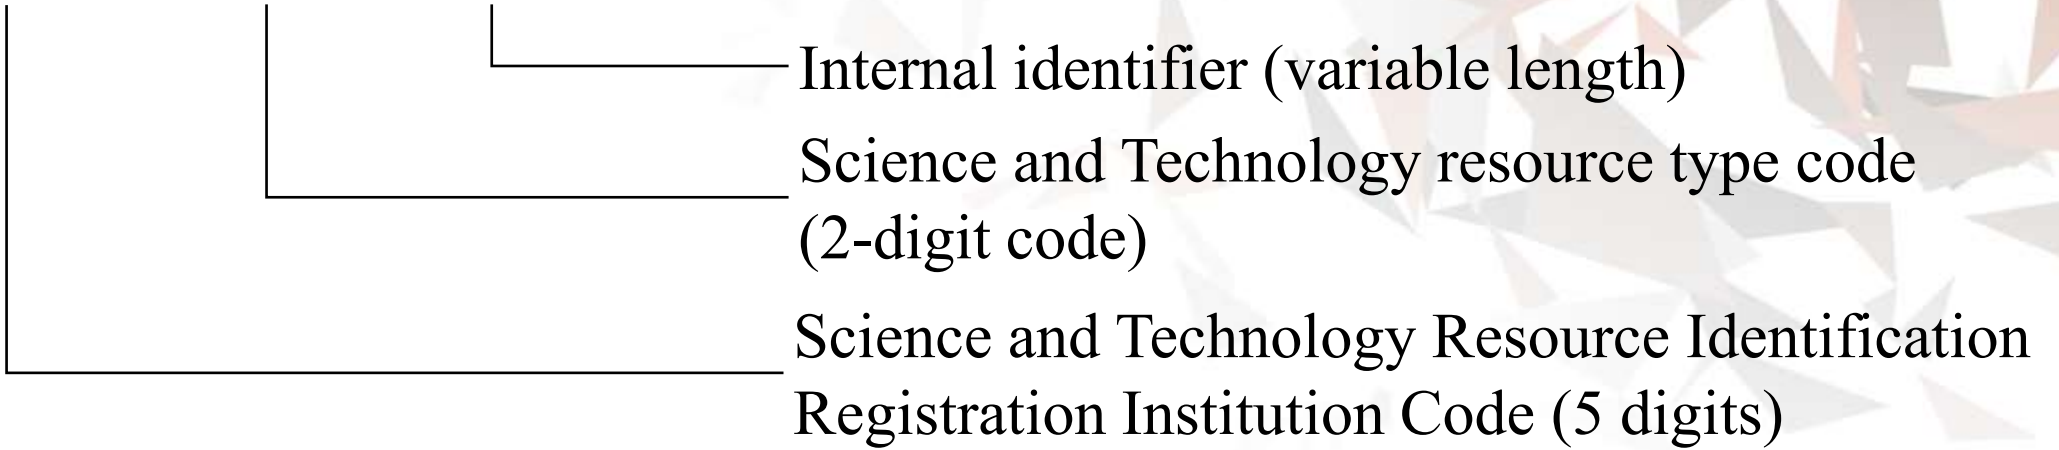 Internal identifier (variable length)
Science and Technology resource type code
(2-digit code)
Science and Technology Resource Identification
Registration Institution Code (5 digits)